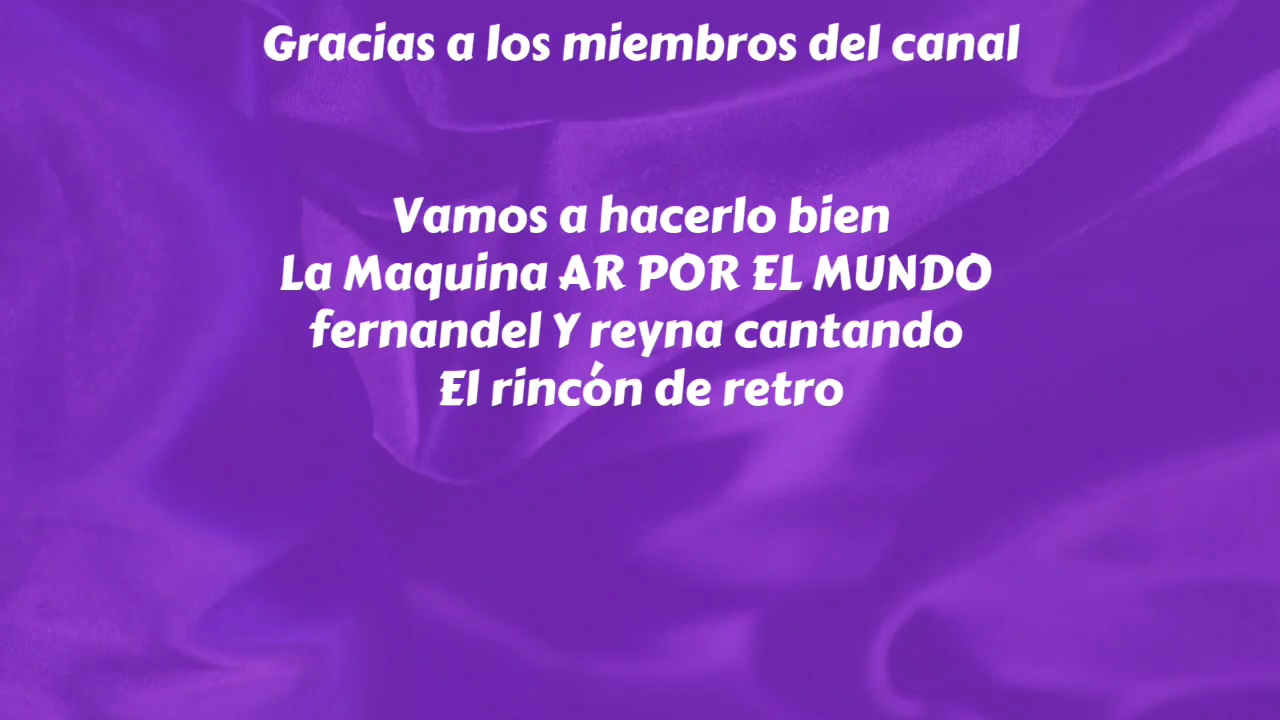 Gracias a los miembros del canal
Vamos a hacerlo bien
La Maquina AR POR EL MUNDO
fernandel Y reyna cantando
El rincón de retro